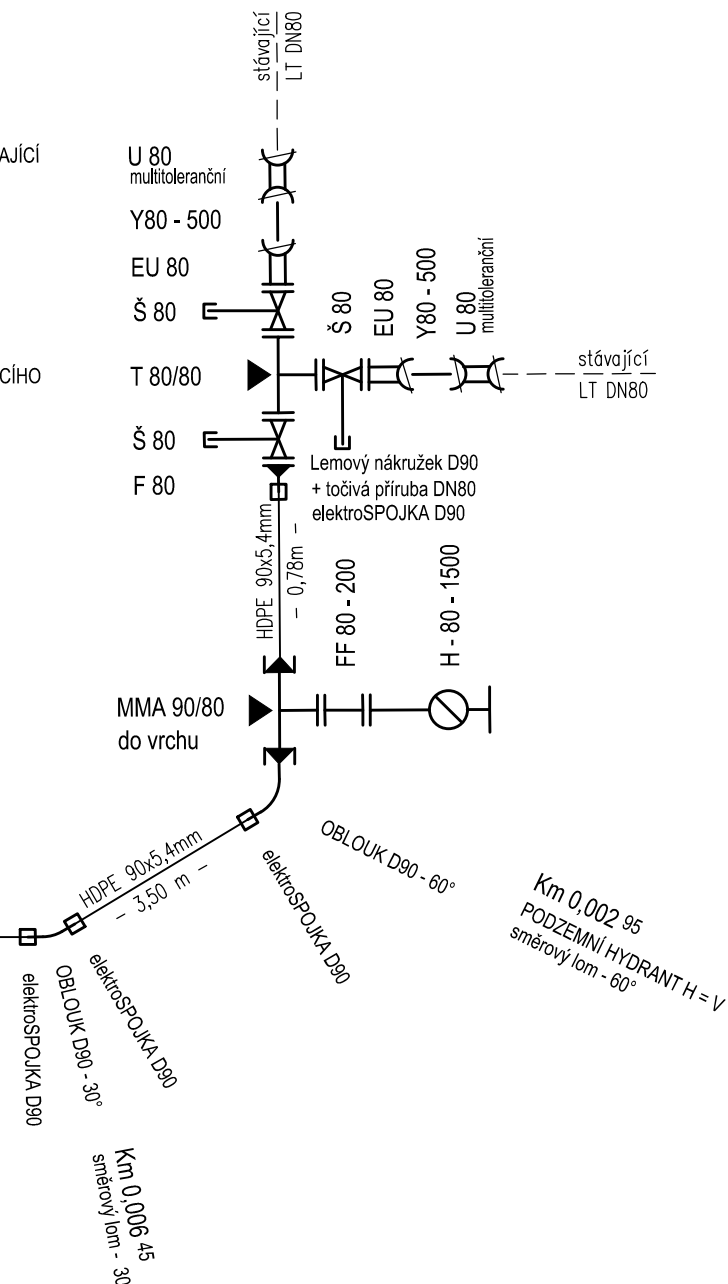 stávající
LT DN80
AJÍCÍ
U 80
multitoleranční
Y80 - 500
EU 80
Š 80
Š 80
EU 80
Y80 - 500
U 80
multitoleranční
CÍHO
T 80/80
stávající
LT DN80
Š 80
F 80
Lemový nákružek D90
+ točivá příruba DN80
elektroSPOJKA D90
HDPE 90x5,4mm
- 0,78m -
FF 80 - 200
H - 80 - 1500
MMA 90/80
do vrchu
OBLOUK D90 - 60°
elektroSPOJKA D90
HDPE 90x5,4mm
- 3,50 m -
Km 0,002 95
PODZEMNÍ HYDRANT H = V
směrový lom - 60°
elektroSPOJKA D90
OBLOUK D90 - 30°
elektroSPOJKA D90
Km 0,006 45
směrový lom - 30